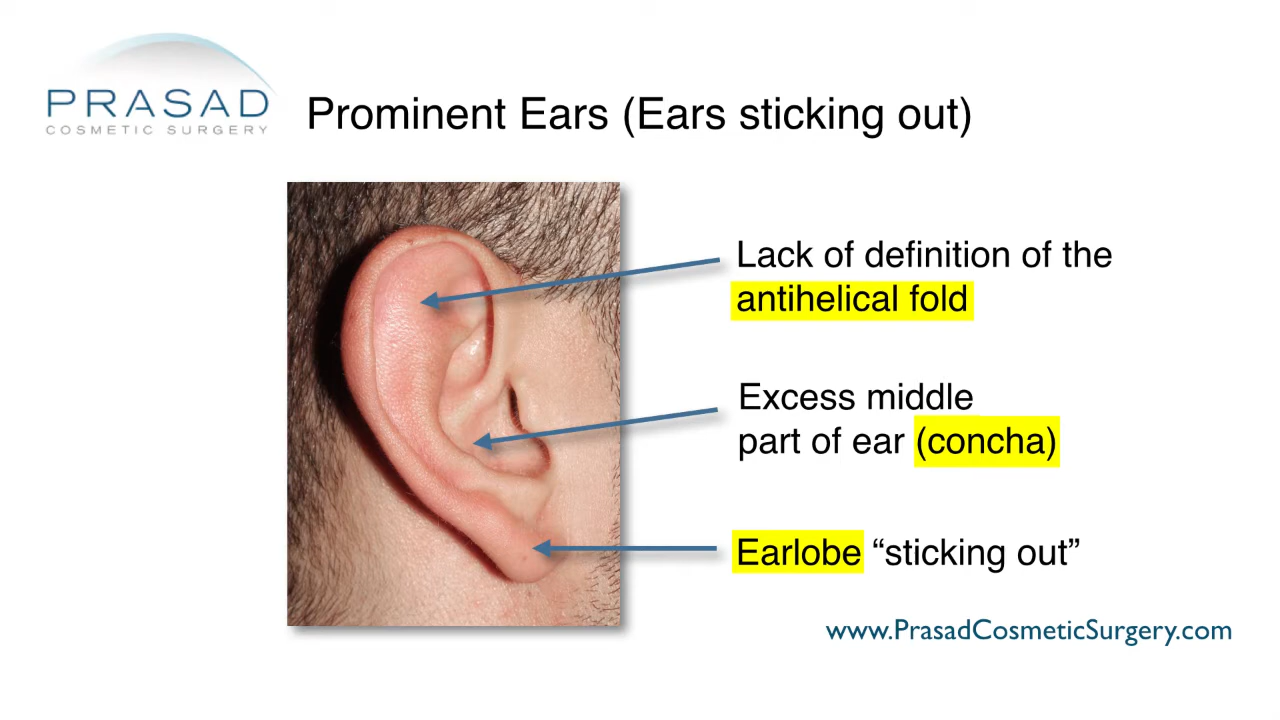 PRASAD
COSMETIC SURGERY
Prominent Ears (Ears sticking out)
Lack of definition of the
antihelical fold
Excess middle
part of ear (concha)
Earlobe “sticking out”
www.PrasadCosmeticSurgery.com